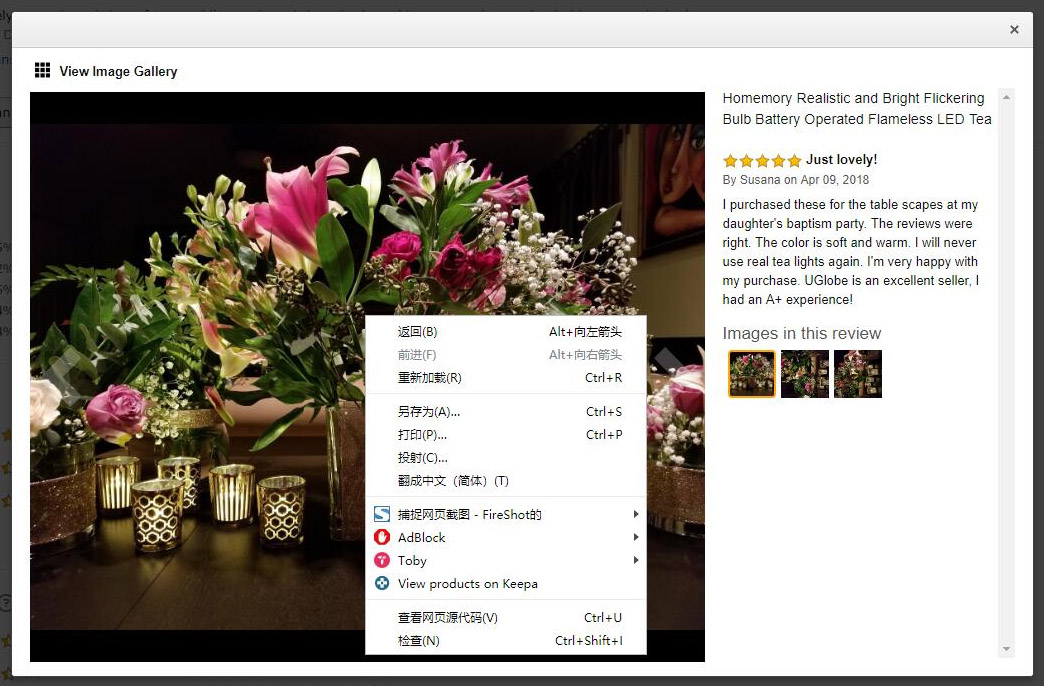 View Image Gallery
Homemory Realistic and Bright Flickering
Bulb Battery Operated Flameless LED Tea
Just lovely!
By Susana on Apr 09, 2018
I purchased these for the table scapes at my
daughter's baptism party. The reviews were
right. The color is soft and warm. I will never
use real tea lights again. I'm very happy with
my purchase. UGlobe is an excellent seller, I
had an A+ experience!
Images in this review
返回(B) Alt+向左箭头
前进(F) Alt+向右箭头
重新加载(R) Ctrl+R
另存为(A)... Ctrl+S
打印(P)... Ctrl+P
投射(C)...
翻成中文（简体）(T)
捕捉网页截图 - FireShot的
AdBlock
Toby
View products on Keepa
查看网页源代码(V) Ctrl+U
检查(N) Ctrl+Shift+I